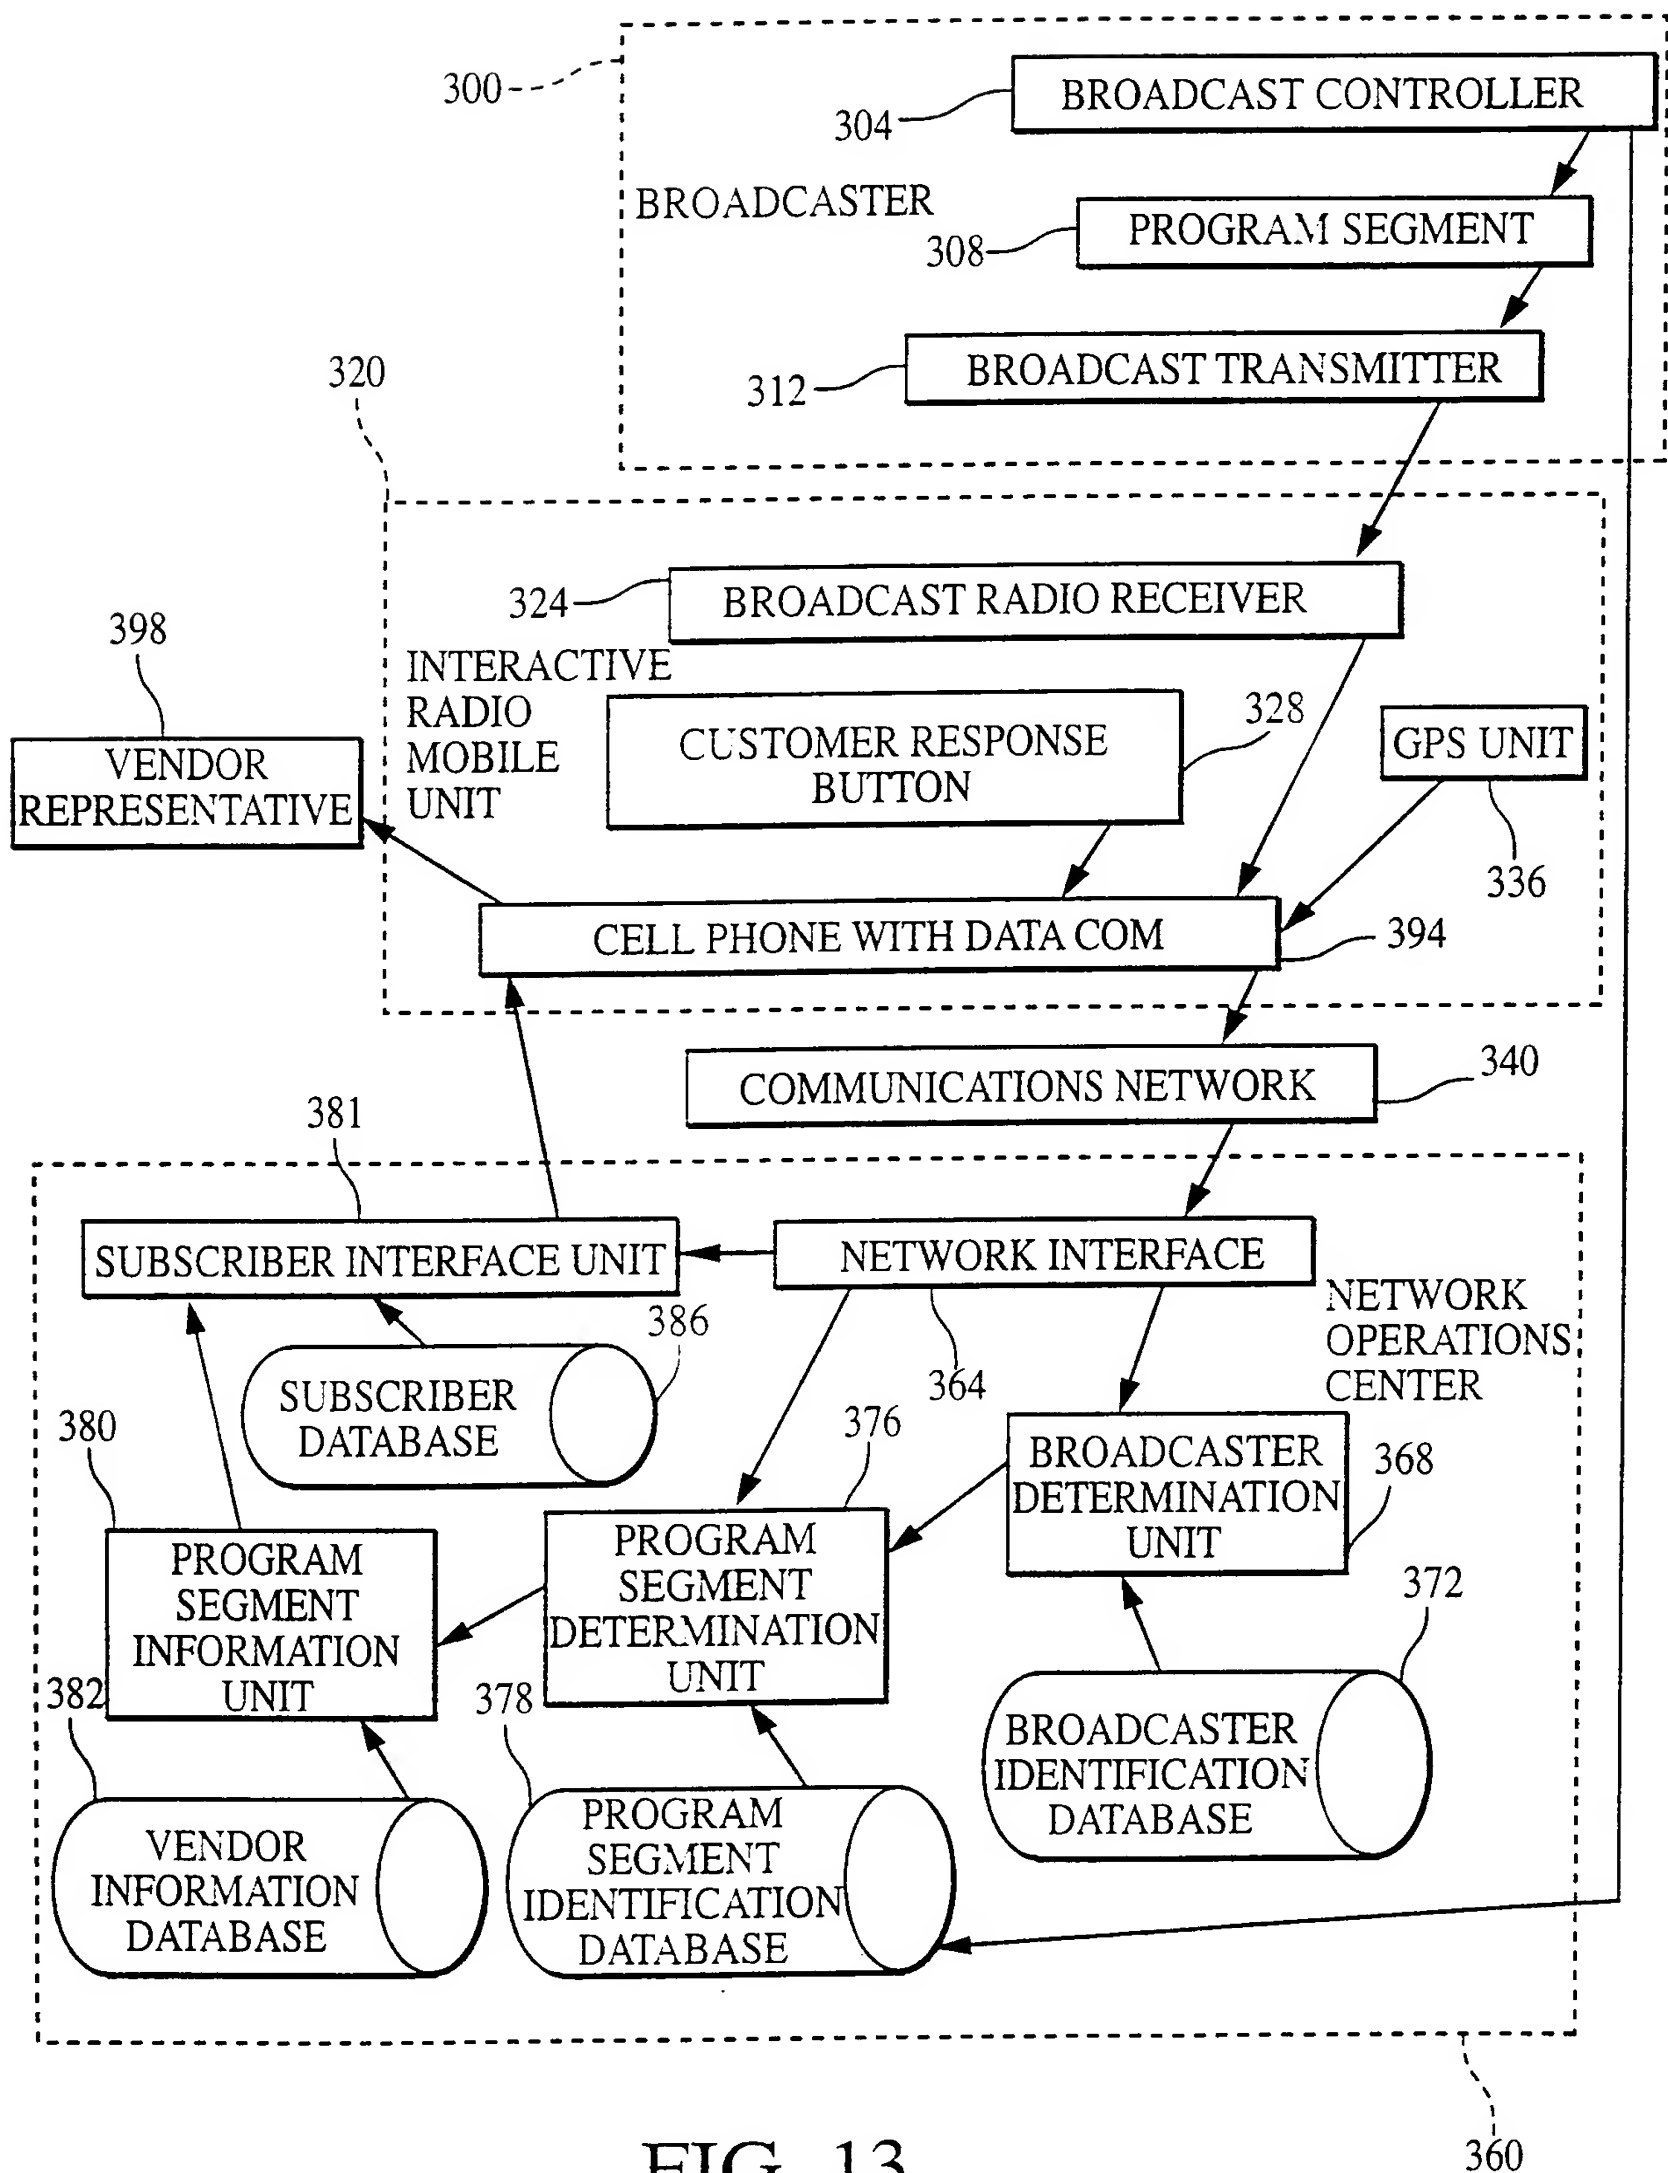 300
304
BROADCAST CONTROLLER
BROADCASTER
308
PROGRAM SEGMENT
312
BROADCAST TRANSMITTER
320
324
BROADCAST RADIO RECEIVER
398
INTERACTIVE
RADIO
MOBILE
UNIT
CUSTOMER RESPONSE
BUTTON
328
GPS UNIT
336
VENDOR
REPRESENTATIVE
CELL PHONE WITH DATA COM
394
COMMUNICATIONS NETWORK
340
381
SUBSCRIBER INTERFACE UNIT
NETWORK INTERFACE
364
NETWORK
OPERATIONS
CENTER
386
SUBSCRIBER
DATABASE
380
376
BROADCASTER
DETERMINATION
UNIT
368
PROGRAM
SEGMENT
INFORMATION
UNIT
PROGRAM
SEGMENT
DETERMINATION
UNIT
372
382
378
BROADCASTER
IDENTIFICATION
DATABASE
VENDOR
INFORMATION
DATABASE
PROGRAM
SEGMENT
IDENTIFICATION
DATABASE
360
FIG. 13